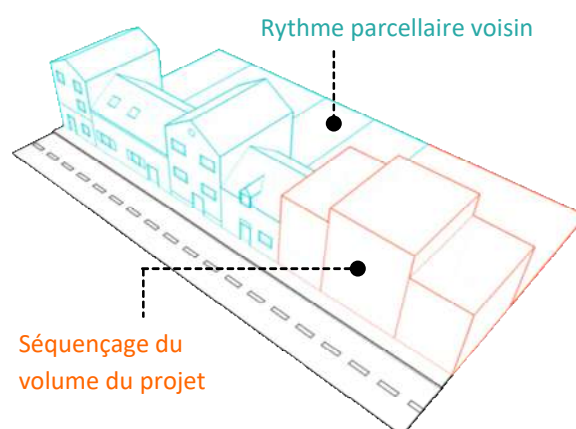 Rythme parcellaire voisin
Séquençage du
volume du projet